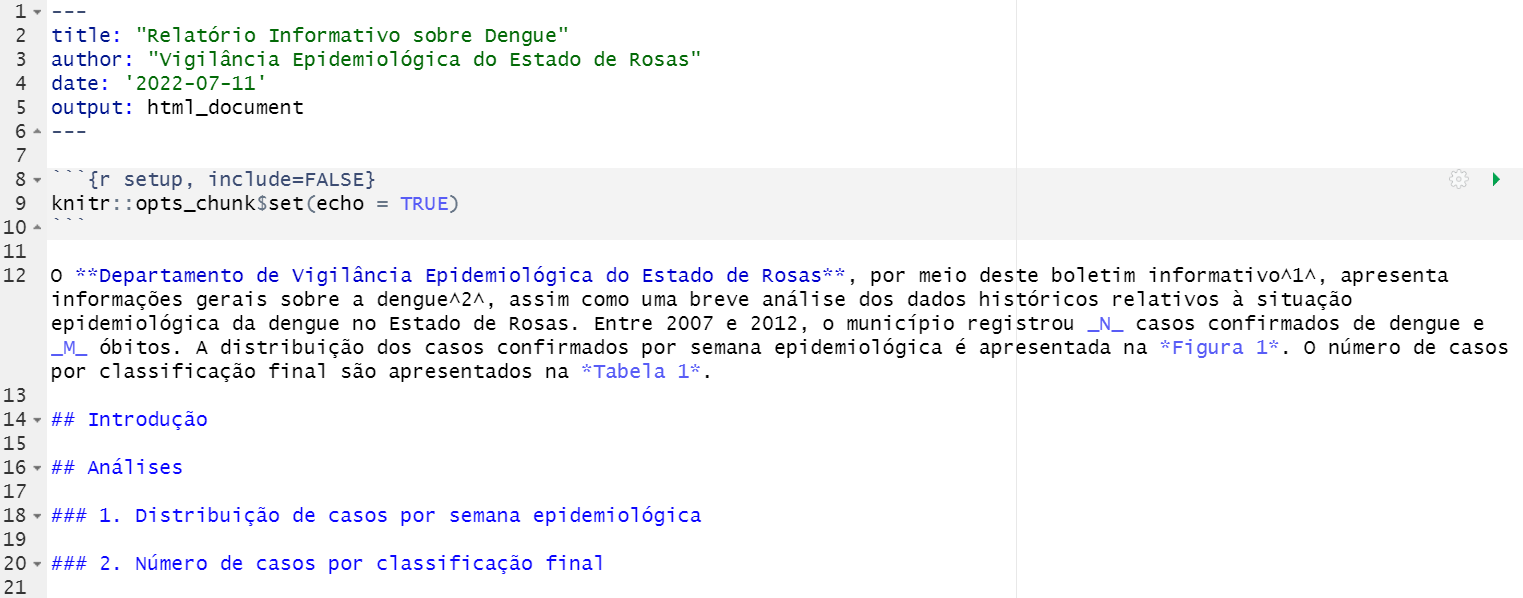 1 ---
2 title: "Relatório Informativo sobre Dengue"
3 author: "Vigilância Epidemiológica do Estado de Rosas"
4 date: '2022-07-11'
5 output: html_document
6 ---
7
8 ```{r setup, include=FALSE}
9 knitr::opts_chunk$set(echo = TRUE)
10 ```
11
12 O **Departamento de Vigilância Epidemiológica do Estado de Rosas**, por meio deste boletim informativo^1^, apresenta
informações gerais sobre a dengue^2^, assim como uma breve análise dos dados históricos relativos à situação
epidemiológica da dengue no Estado de Rosas. Entre 2007 e 2012, o município registrou _N_ casos confirmados de dengue e
_M_ óbitos. A distribuição dos casos confirmados por semana epidemiológica é apresentada na *Figura 1*. O número de casos
por classificação final são apresentados na *Tabela 1*.
13
14 ## Introdução
15
16 ## Análises
17
18 ### 1. Distribuição de casos por semana epidemiológica
19
20 ### 2. Número de casos por classificação final
21